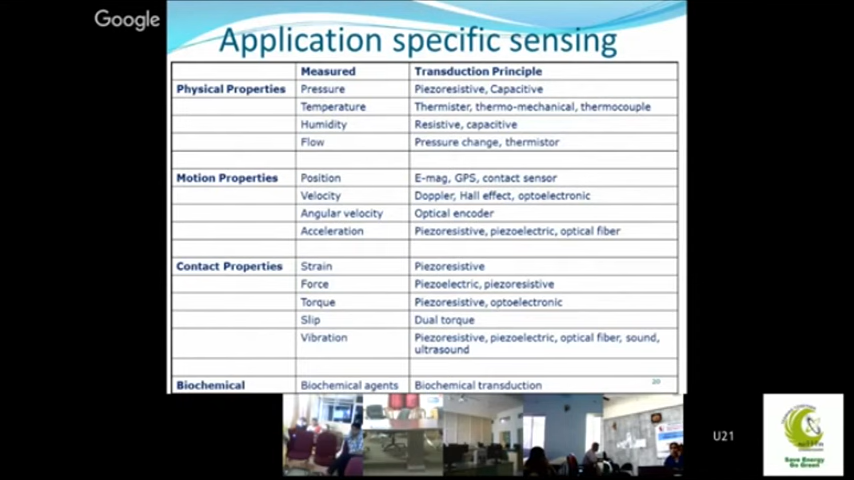 Google
Application specific sensing
Measured Transduction Principle
Physical Properties Pressure Piezoresistive, Capacitive
Temperature Thermister, thermo-mechanical, thermocouple
Humidity Resistive, capacitive
Flow Pressure change, thermistor
Motion Properties Position E-mag, GPS, contact sensor
Velocity Doppler, Hall effect, optoelectronic
Angular velocity Optical encoder
Acceleration Piezoresistive, piezoelectric, optical fiber
Contact Properties Strain Piezoresistive
Force Piezoelectric, piezoresistive
Torque Piezoresistive, optoelectronic
Slip Dual torque
Vibration Piezoresistive, piezoelectric, optical fiber, sound,
ultrasound
20
Biochemical Biochemical agents Biochemical transduction
U21
Save Energy
Go Green